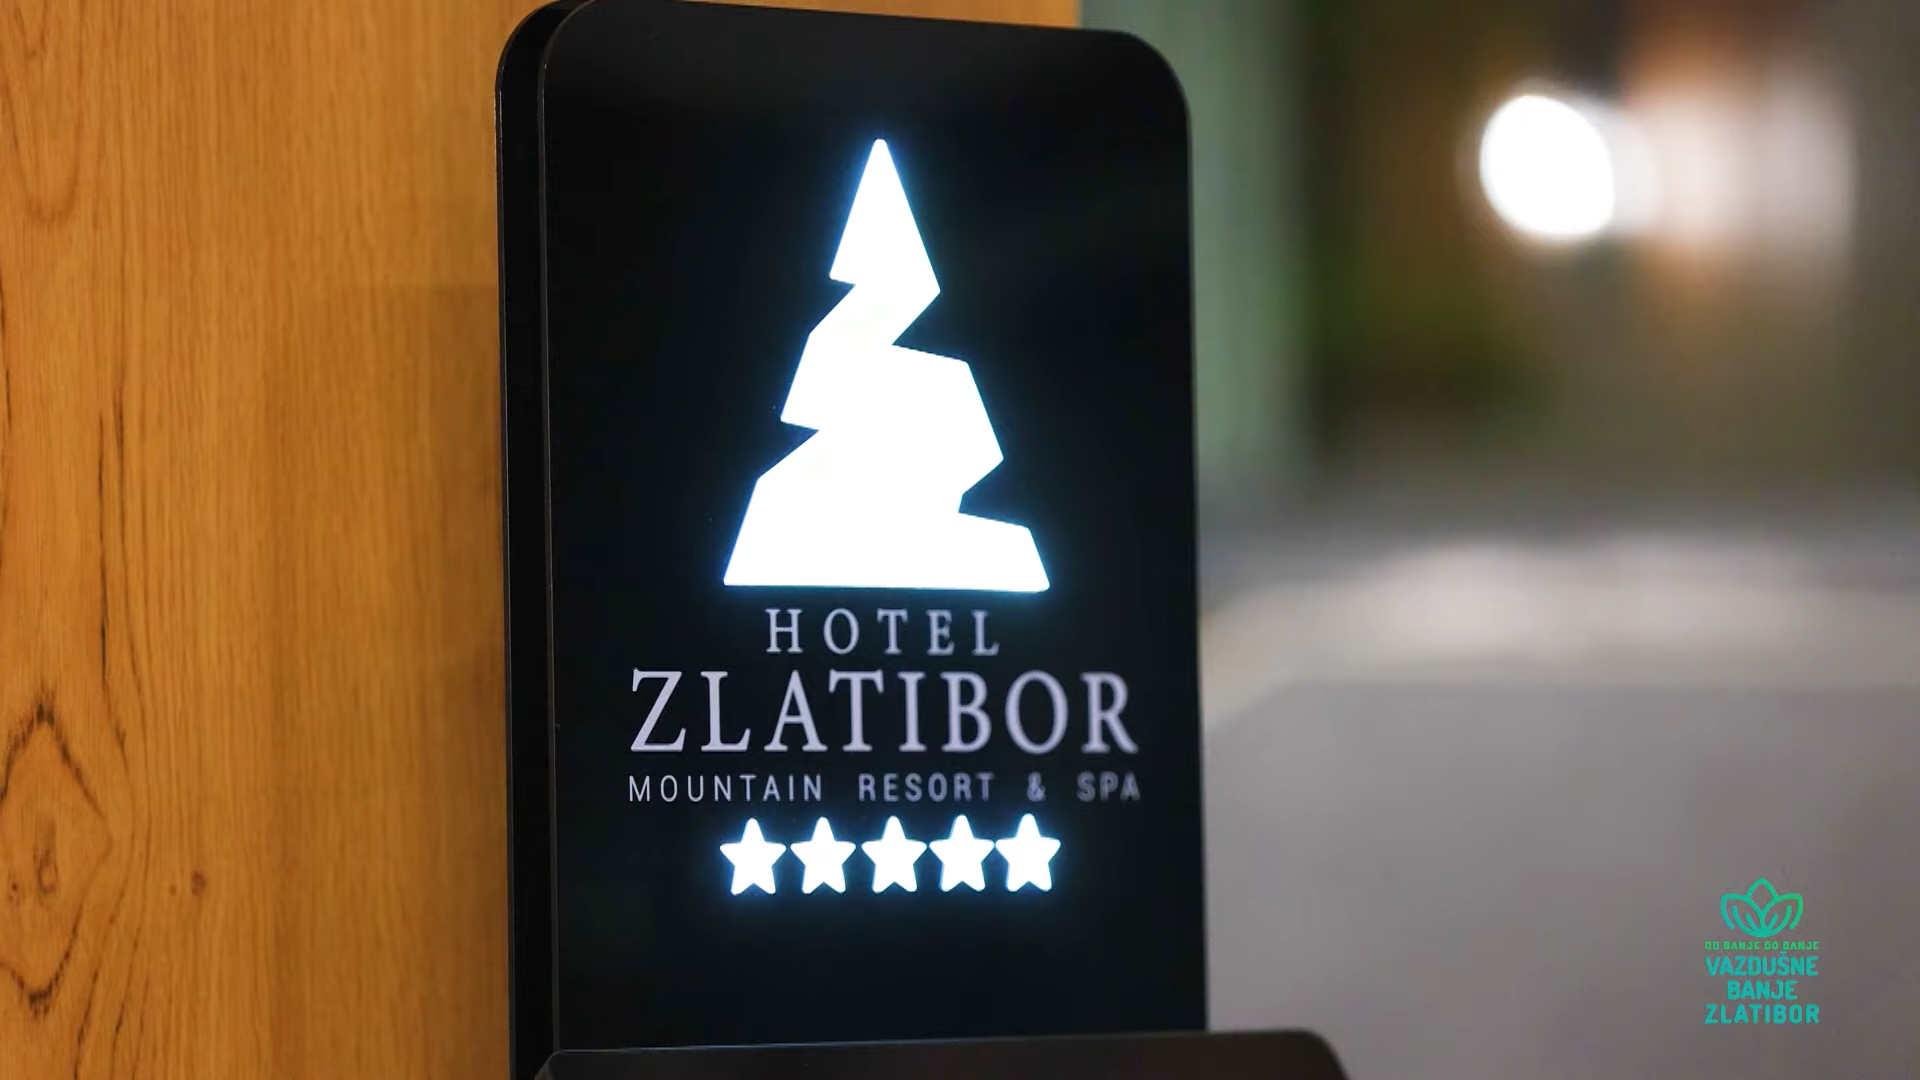 HOTEL
ZLATIBOR
MOUNTAIN RESORT & SPA
OD BANJE DO BANJE
VAZDUŠNE
BANJE
ZLATIBOR